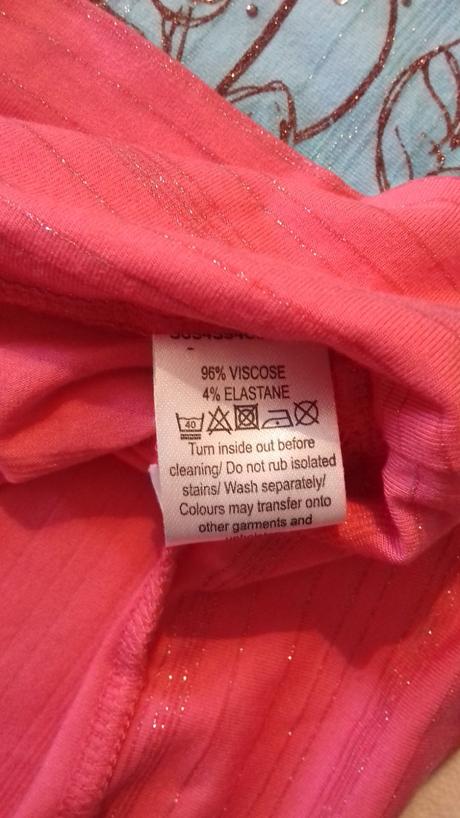 96% VISCOSE
4% ELASTANE
40
Turn inside out before
cleaning/ Do not rub isolated
stains/ Wash separately/
Colours may transfer onto
other garments and